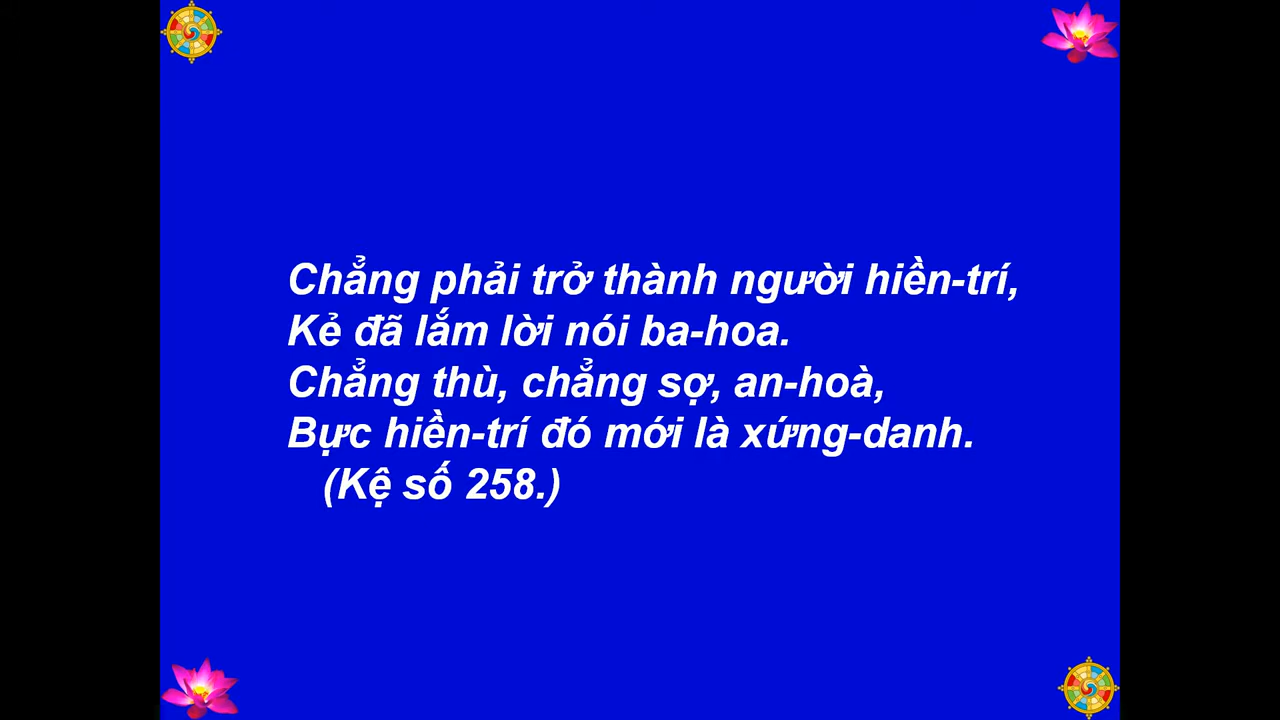 Chẳng phải trở thành người hiền-trí,
Kẻ đã lắm lời nói ba-hoa.
Chẳng thù, chẳng sợ, an-hoà,
Bực hiền-trí đó mới là xứng-danh.
(Kệ số 258.)